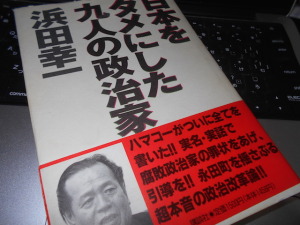 日本を
ダメにした
九人の政治家
浜田幸一
ハマコーがついに全てを
書いた!!実名・実証で
腐敗政治家の罪状をあげ、
引導を!!永田町を揺さぶる
超本音の政治改革論!!